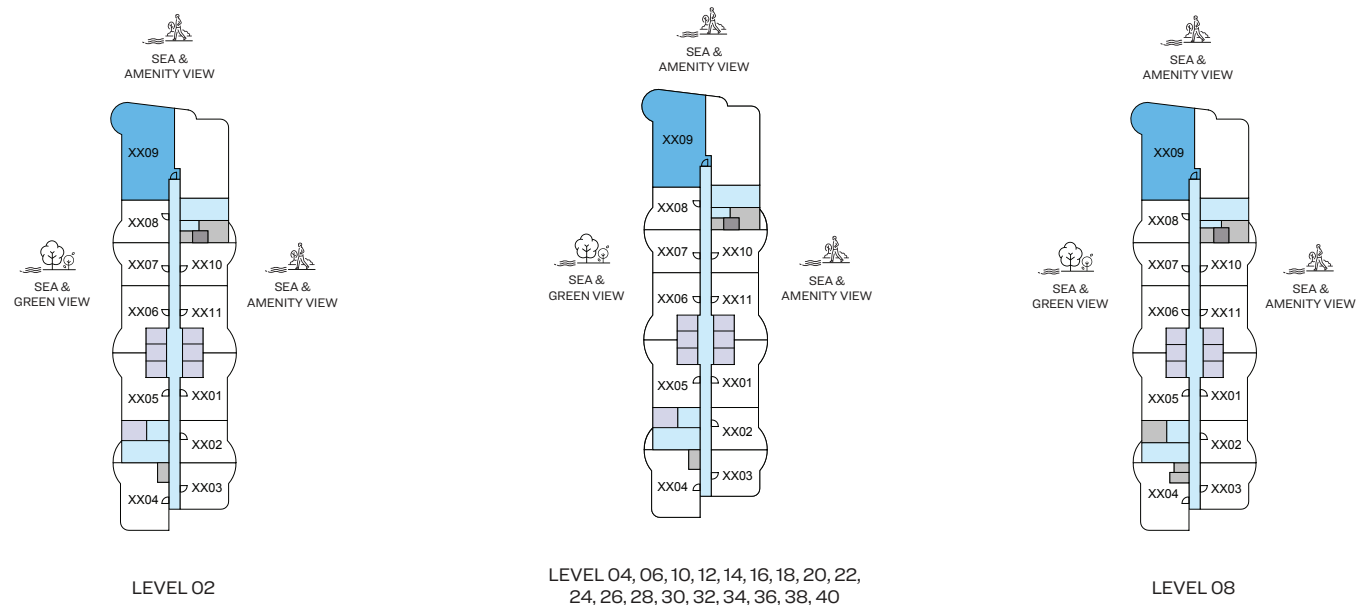 SEA &
AMENITY VIEW
XX09
XX08
XX07
XX10
XX06
XX11
XX05
XX01
XX02
XX04
XX03
SEA &
GREEN VIEW
SEA &
AMENITY VIEW
LEVEL 02
SEA &
AMENITY VIEW
XX09
XX08
XX07
XX10
XX06
XX11
XX05
XX01
XX02
XX04
XX03
SEA &
GREEN VIEW
SEA &
AMENITY VIEW
LEVEL 04, 06, 10, 12, 14, 16, 18, 20, 22,
24, 26, 28, 30, 32, 34, 36, 38, 40
SEA &
AMENITY VIEW
XX09
XX08
XX07
XX10
XX06
XX11
XX05
XX01
XX02
XX04
XX03
SEA &
GREEN VIEW
SEA &
AMENITY VIEW
LEVEL 08